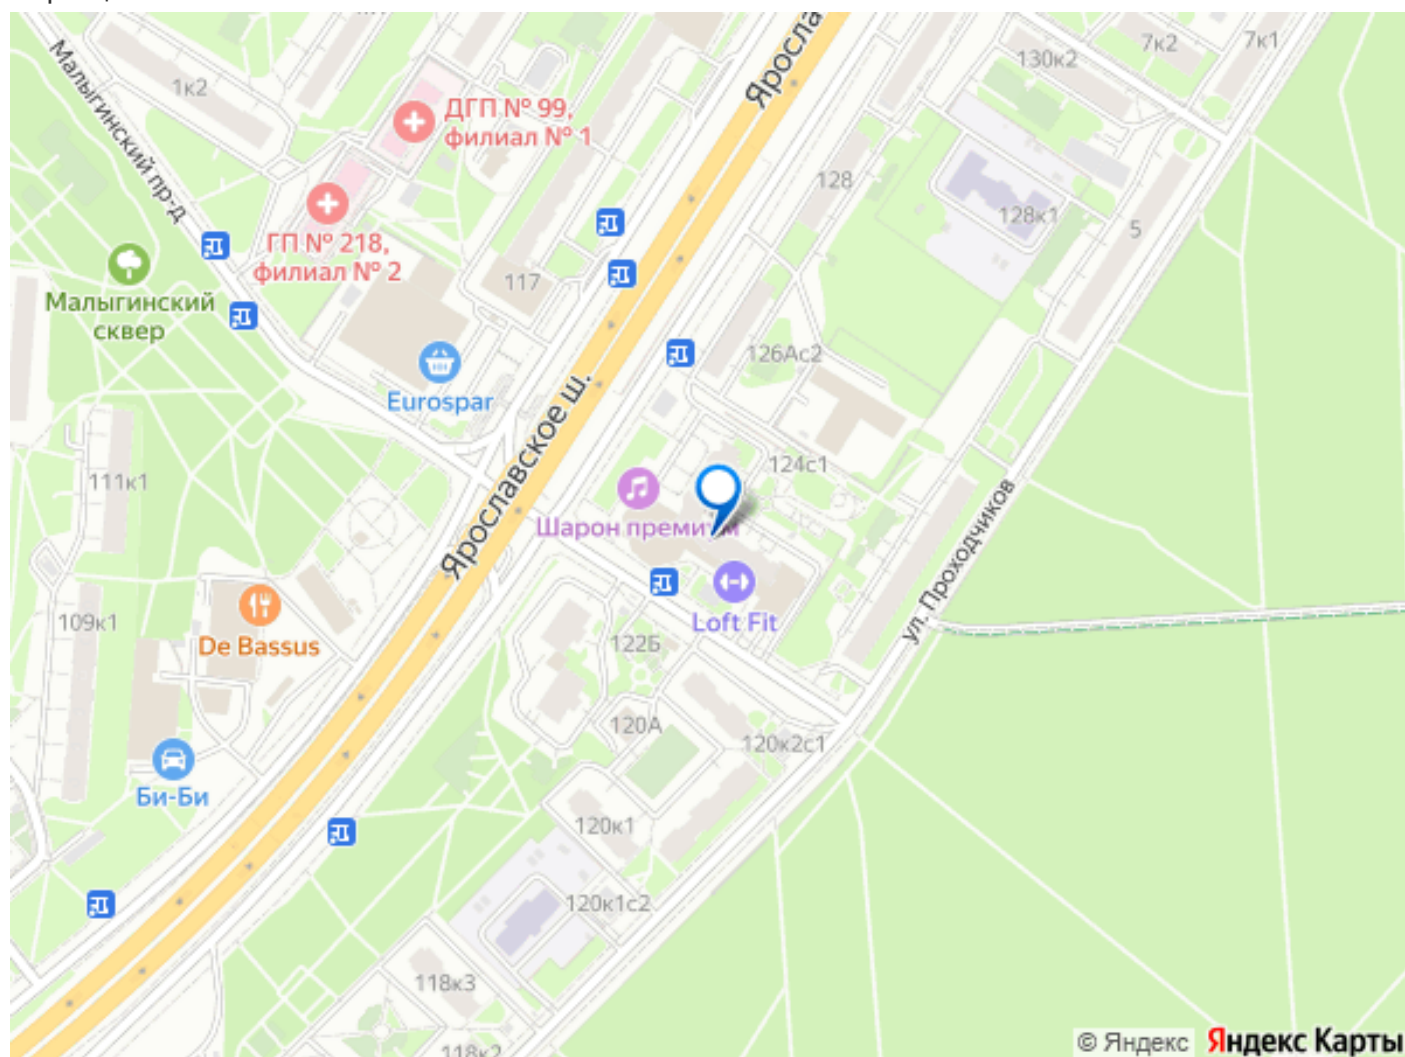 Малыгинский пр-д
1к2
ДГП № 99,
филиал № 1
ГП № 218,
филиал № 2
Малыгинский
сквер
117
Eurospar
Ярославское ш.
130к2
7к2
7к1
128
128к1
5
126Ас2
124с1
111к1
Шарон премиум
Loft Fit
ул. Проходчиков
109к1
De Bassus
122Б
120А
120к2с1
Би-Би
120к1
120к1с2
118к3
118к2
© Яндекс Яндекс Карты